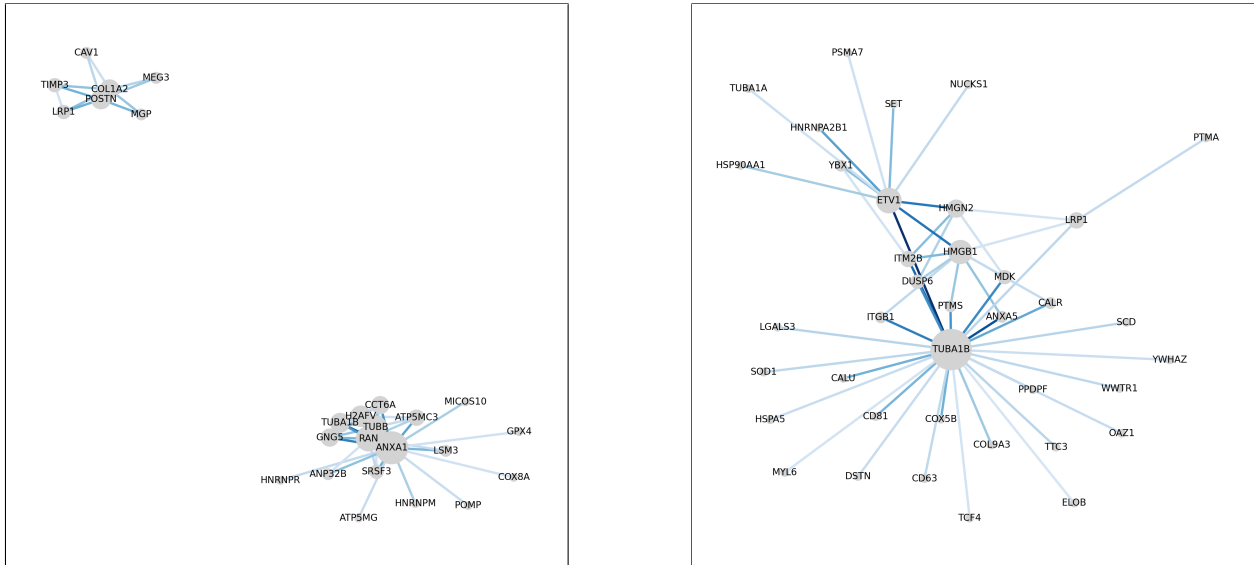 CAV1
MEG3
TIMP3
COL1A2
POSTN
LRP1
MGP
CCT6A
MICOS10
H2AFV
ATP5MC3
TUBA1B
TUBB
GPX4
GNG5
RAN
ANXA1
LSM3
SRSF3
ANP32B
HNRNPR
COX8A
HNRNPM
POMP
ATP5MG
PSMA7
TUBA1A
NUCKS1
SET
HNRNPA2B1
PTMA
HSP90AA1
YBX1
ETV1
HMGN2
LRP1
HMGB1
ITM2B
DUSP6
MDK
PTMS
CALR
ITGB1
ANXA5
LGALS3
SCD
TUBA1B
YWHAZ
SOD1
CALU
PPDPF
WWTR1
HSPA5
CD81
COX5B
OAZ1
COL9A3
TTC3
MYL6
DSTN
CD63
ELOB
TCF4